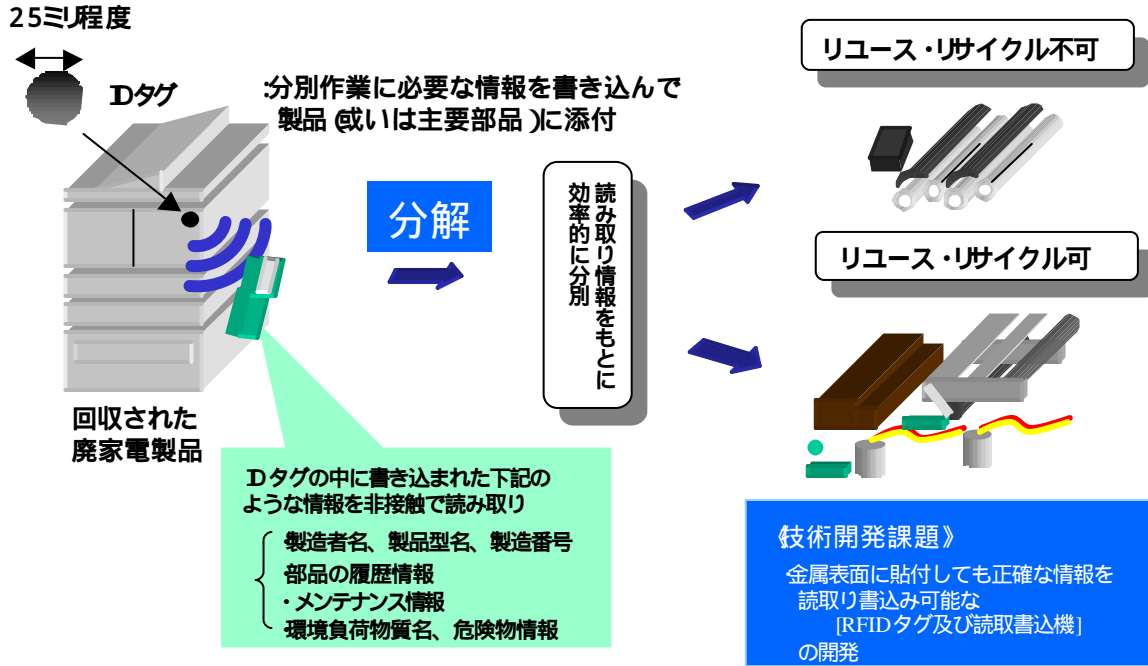 25ミリ程度
IDタグ
:分別作業に必要な情報を書き込んで
製品(或いは主要部品)に添付
分解
読み取り情報をもとに
効率的に分別
リユース・リサイクル不可
リユース・リサイクル可
回収された
廃家電製品
IDタグの中に書き込まれた下記の
ような情報を非接触で読み取り
・製造者名、製品型名、製造番号
・部品の履歴情報
・メンテナンス情報
・環境負荷物質名、危険物情報
《技術開発課題》
・金属表面に貼付しても正確な情報を
読取り書込み可能な
[RFIDタグ及び読取書込機]
の開発